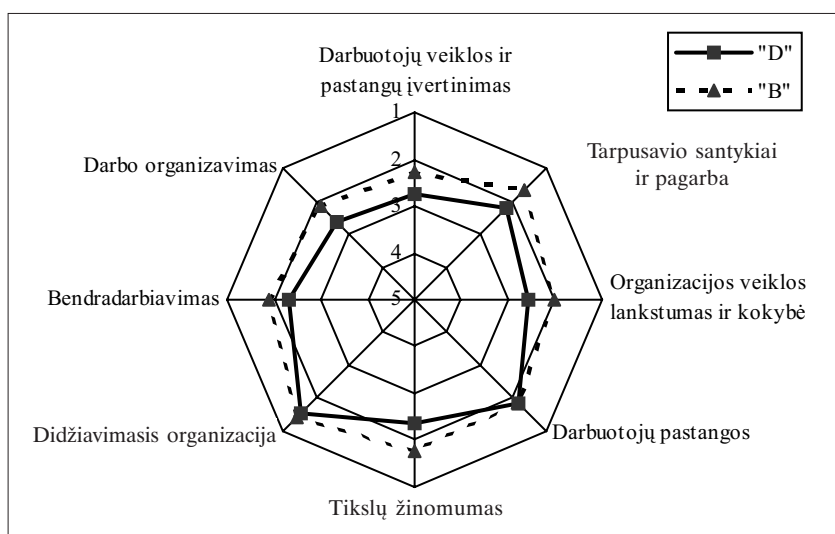 Darbuotojų veiklos ir
pastangų įvertinimas
"D"
"B"
1
Tarpusavio santykiai
ir pagarba
Darbo organizavimas
2
3
4
5
Bendradarbiavimas
Organizacijos veiklos
lankstumas ir kokybė
Didžiavimasis organizacija
Darbuotojų pastangos
Tikslų žinomumas